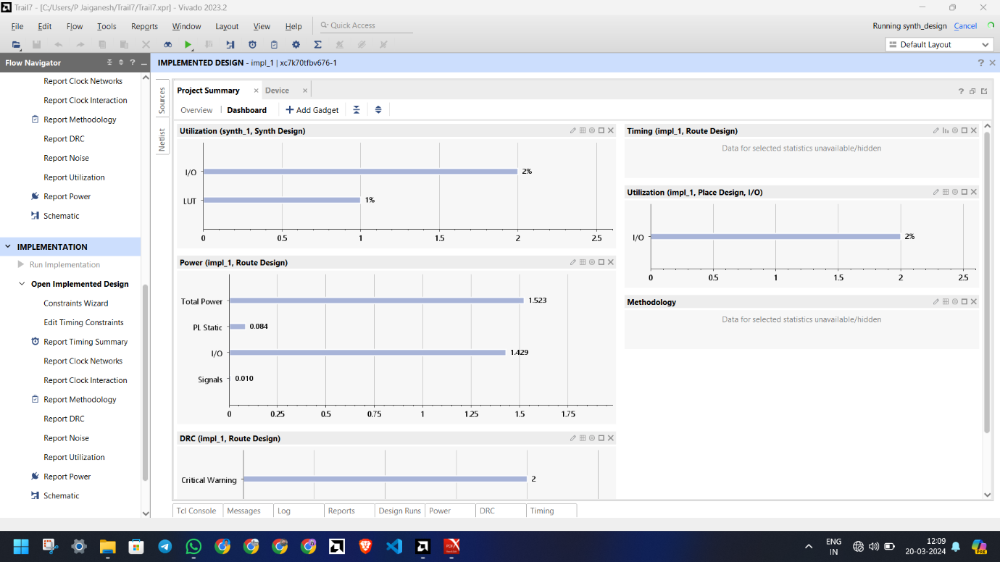 Trail7 - [C:/Users/P Jaiganesh/Trail7/Trail7.xpr] - Vivado 2023.2
File Edit Flow Tools Reports Window Layout View Help Quick Access
Running synth_design Cancel
Default Layout
Flow Navigator
IMPLEMENTED DESIGN - impl_1 | xc7k70tfbv676-1
Report Clock Networks
Report Clock Interaction
Report Methodology
Report DRC
Report Noise
Report Utilization
Report Power
Schematic
IMPLEMENTATION
Run Implementation
Open Implemented Design
Constraints Wizard
Edit Timing Constraints
Report Timing Summary
Report Clock Networks
Report Clock Interaction
Report Methodology
Report DRC
Report Noise
Report Utilization
Report Power
Schematic
Sources
Netlist
Project Summary
Device
Overview
Dashboard
Add Gadget
Utilization (synth_1, Synth Design)
I/O 2%
LUT 1%
0 0.5 1 1.5 2 2.5
Power (impl_1, Route Design)
Total Power 1.523
PL Static 0.084
I/O 1.429
Signals 0.010
0 0.25 0.5 0.75 1 1.25 1.5 1.75
DRC (impl_1, Route Design)
Critical Warning 2
Timing (impl_1, Route Design)
Data for selected statistics unavailable/hidden
Utilization (impl_1, Place Design, I/O)
I/O 2%
0 0.5 1 1.5 2 2.5
Methodology
Data for selected statistics unavailable/hidden
Tcl Console Messages Log Reports Design Runs Power DRC Timing
ENG
IN
12:09
20-03-2024